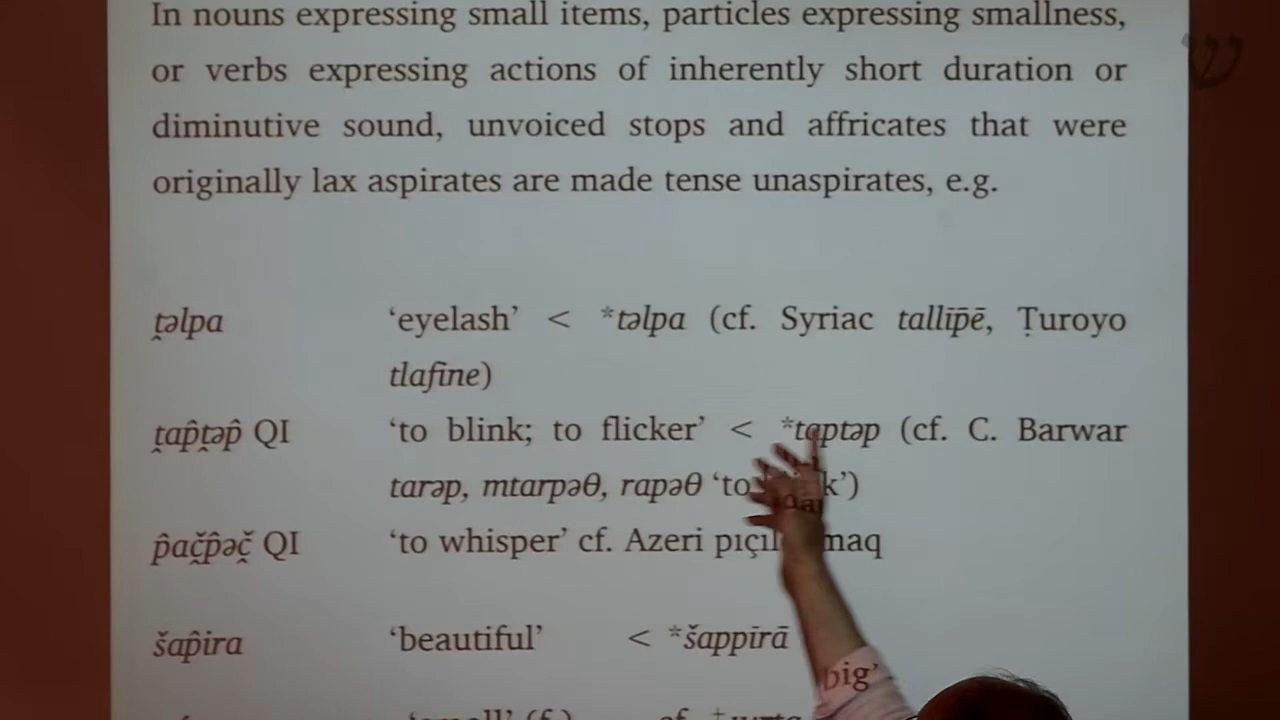 In nouns expressing small items, particles expressing smallness,
or verbs expressing actions of inherently short duration or
diminutive sound, unvoiced stops and affricates that were
originally lax aspirates are made tense unaspirates, e.g.
ṱəlpa ‘eyelash’ < *təlpa (cf. Syriac tallīp̄ē, Ṭuroyo
tlafine)
ṱap̂ṱəp̂ QI ‘to blink; to flicker’ < *taptəp (cf. C. Barwar
tarəp, mtarpəθ, rapəθ ‘to
p̂ač̭p̂əč̭ QI ‘to whisper’ cf. Azeri
šap̂ira ‘beautiful’ < *šappīrā
big’
ש